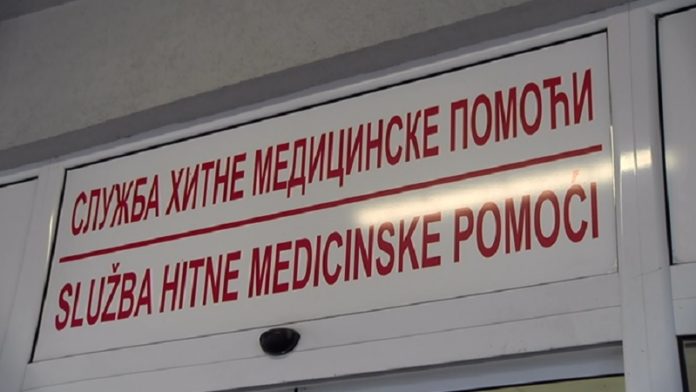 СЛУЖБА ХИТНЕ МЕДИЦИНСКЕ ПОМОЋИ
SLUŽBA HITNE MEDICINSKE POMOĆI